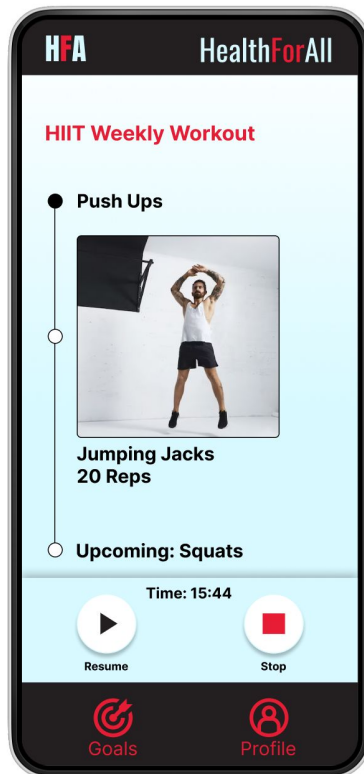 HFA
HealthForAll
HIIT Weekly Workout
Push Ups
Jumping Jacks
20 Reps
Upcoming: Squats
Time: 15:44
Resume
Stop
Goals
Profile